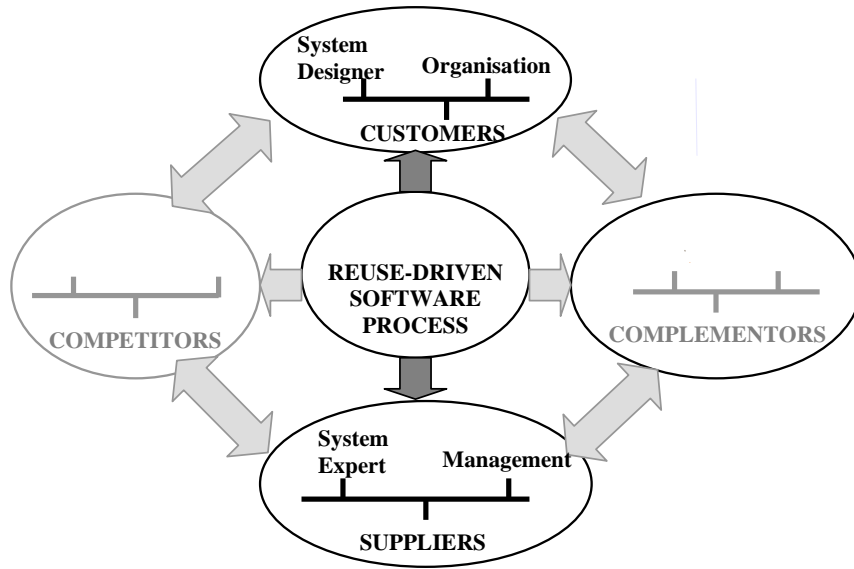 System
Designer
Organisation
CUSTOMERS
REUSE-DRIVEN
SOFTWARE
PROCESS
COMPETITORS
COMPLEMENTORS
System
Expert
Management
SUPPLIERS